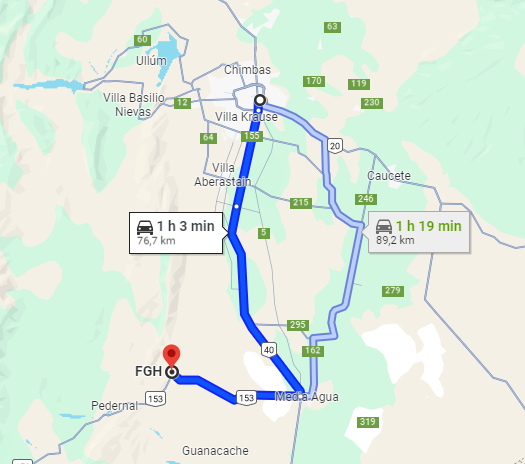 63
60
Ullúm
Chimbas
170
119
230
Villa Basilio
Nievas
12
Villa Krause
155
64
20
Villa
Aberastain
Caucete
246
215
1 h 3 min
76,7 km
1 h 19 min
89,2 km
5
279
295
40
162
FGH
153
153
Media Agua
Pedernal
319
Guanacache